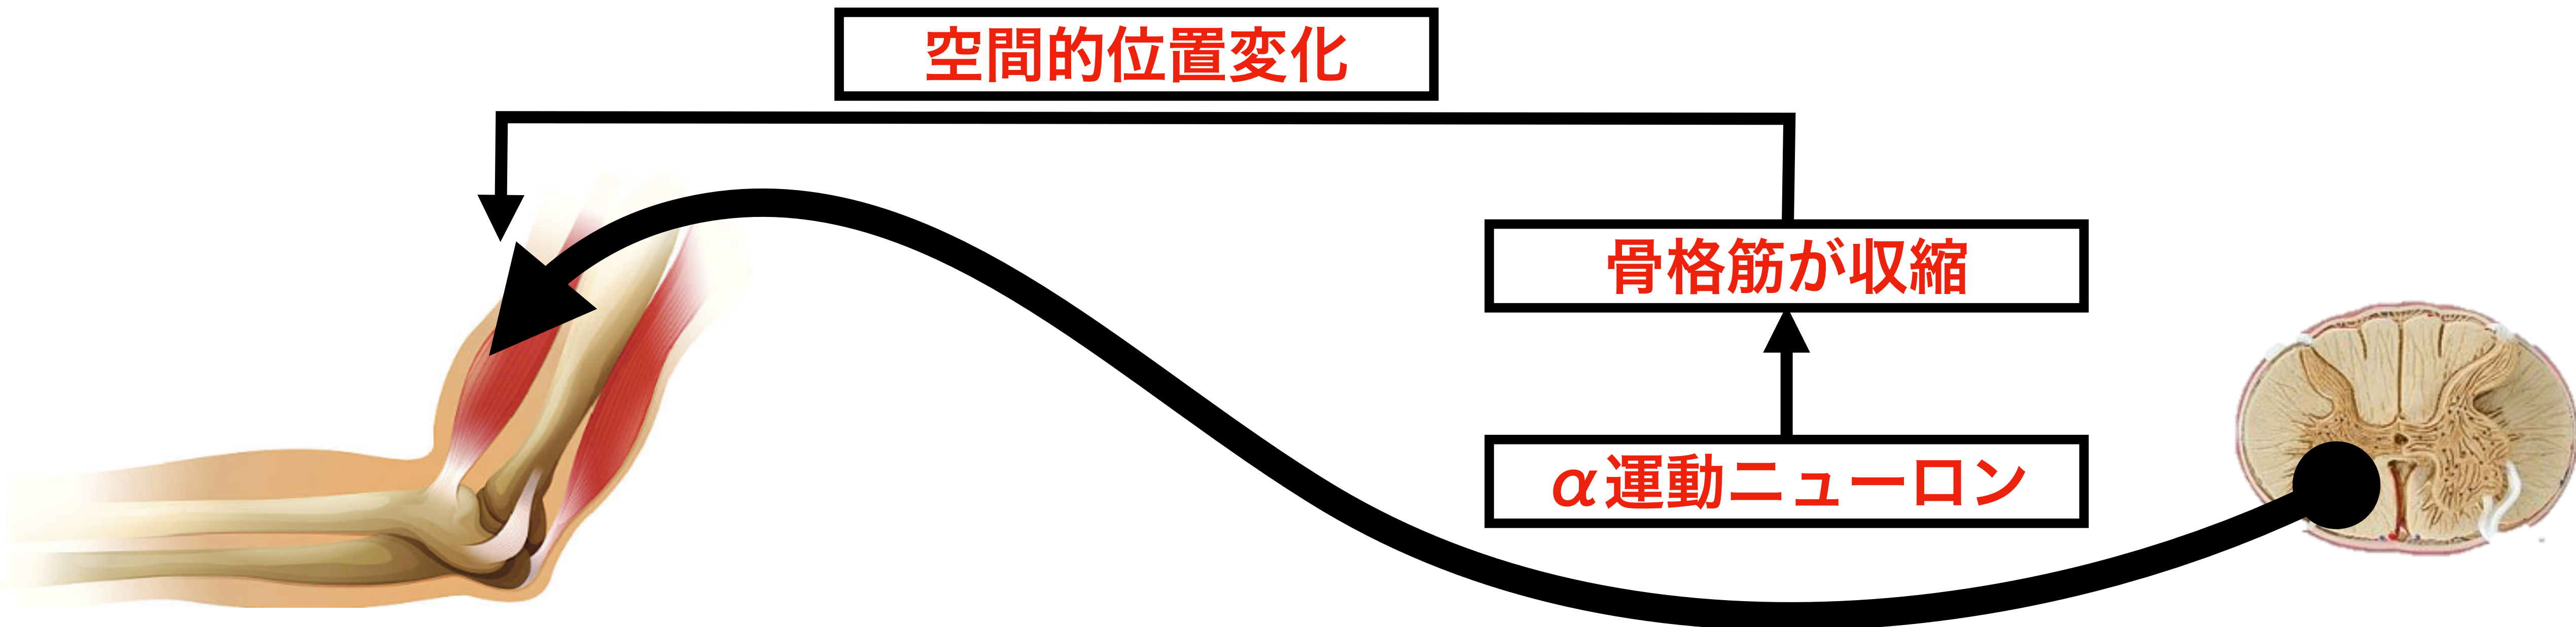 空間的位置変化
骨格筋が収縮
α運動ニューロン